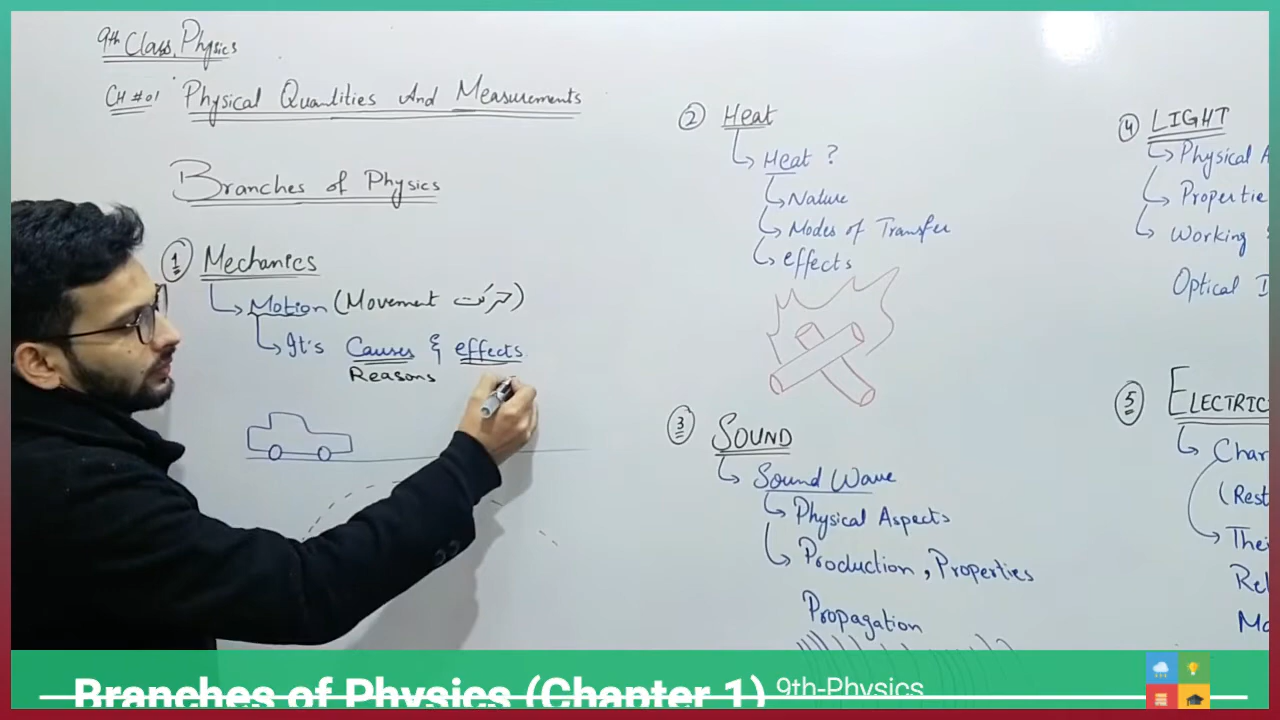 9th Class, Physics
CH # 01 Physical Quantities And Measurements
Branches of Physics
1 Mechanics
Motion (Movement حرکت)
It's Causes & effects
Reasons
2 Heat
Heat ?
Nature
Modes of Transfer
effects
3 SOUND
Sound Wave
Physical Aspects
Production, Properties
Propagation
4 LIGHT
Physical A
Propertie
Working
Optical
5 ELECTRIC
Char
(Rest
Thei
Rel
Branches of Physics (Chapter 1) 9th-Physics